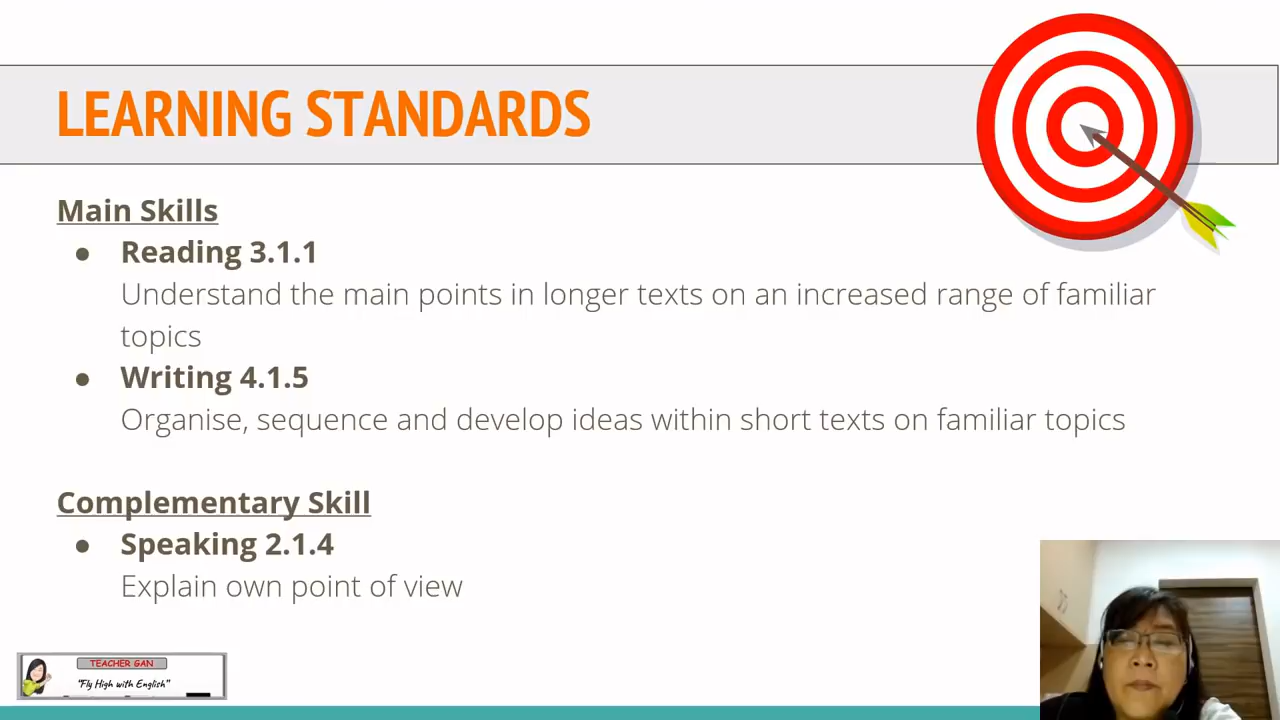 LEARNING STANDARDS
Main Skills
● Reading 3.1.1
Understand the main points in longer texts on an increased range of familiar
topics
● Writing 4.1.5
Organise, sequence and develop ideas within short texts on familiar topics
Complementary Skill
● Speaking 2.1.4
Explain own point of view
TEACHER GAN
"Fly High with English"